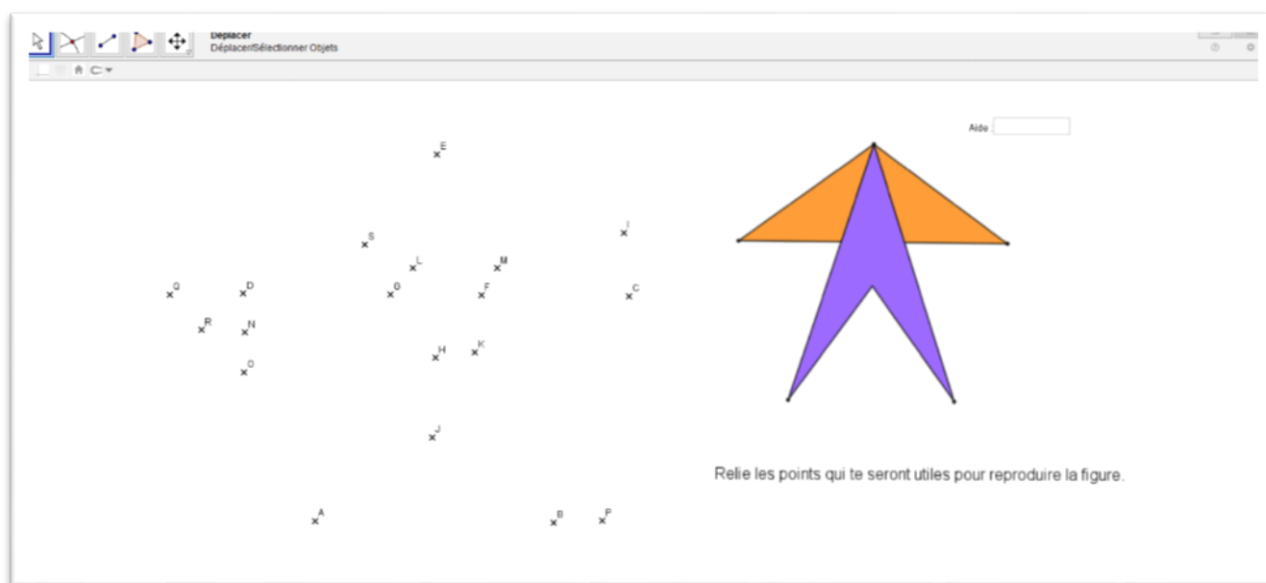 Déplacer
Déplacer/Sélectionner Objets
Aide :
E
S
I
L
M
Q
D
G
F
C
R
N
H
K
O
J
A
B
P
Relie les points qui te seront utiles pour reproduire la figure.